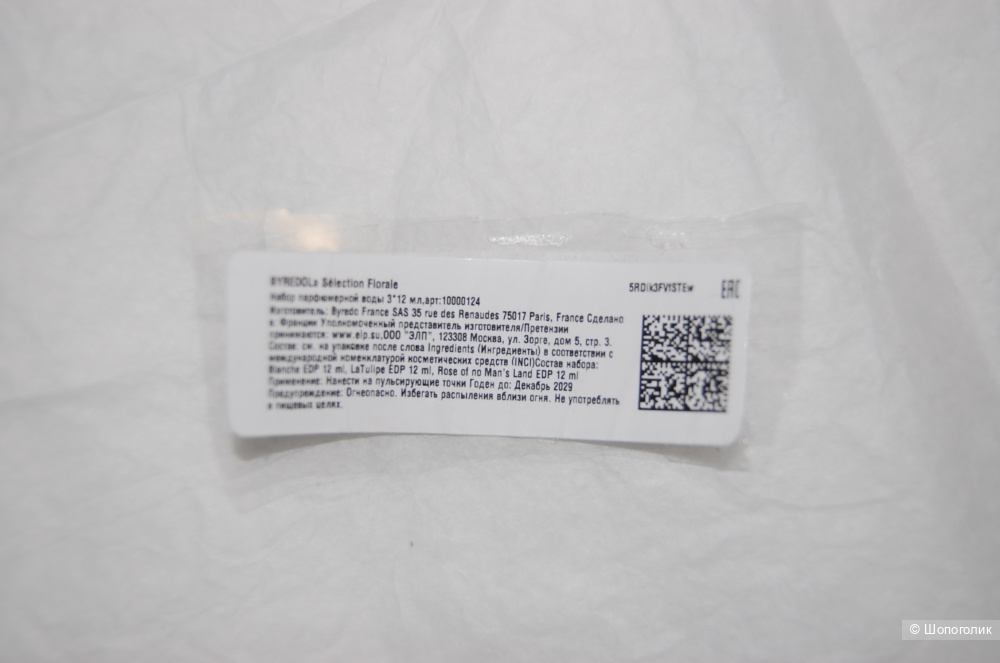 BYREDOLa Sélection Florale
5RDIk3FVfSTEw
EAC
Набор парфюмерной воды 3*12 мл,арт:10000124
Изготовитель: Byredo France SAS 35 rue des Renaudes 75017 Paris, France Сделано
в. Франции Уполномоченный представитель изготовителя/Претензии
принимаются: www.elp.su,ООО "ЭЛП", 123308 Москва, ул. Зорге, дом 5, стр. 3.
Состав: см. на упаковке после слова Ingredients (Ингредиенты) в соответствии с
международной номенклатурой косметических средств (INCI)Состав набора:
Blanche EDP 12 ml, LaTulipe EDP 12 ml, Rose of no Man's Land EDP 12 ml
Применение: Нанести на пульсирующие точки Годен до: Декабрь 2029
Предупреждение: Огнеопасно. Избегать распыления вблизи огня. Не употреблять
в пищевых целях.
© Шопоголик